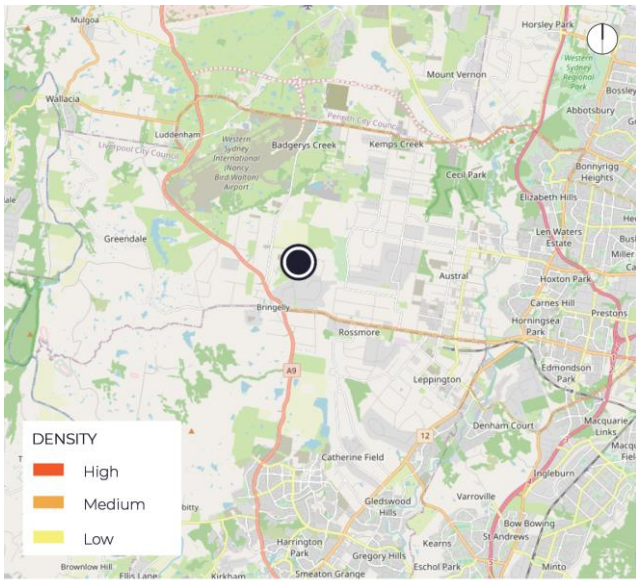 Mulgoa
Horsley Park
Western
Sydney
Regional
Park
Mount Vernon
Bossley
Wallacia
Abbotsbury
Penrith City Council
Luddenham
Liverpool City Council
Western
Sydney
International
(Nancy
Bird Walton)
Airport
Badgerys Creek
Kemps Creek
Cecil Park
Bonnyrigg
Heights
Elizabeth Hills
Greendale
Len Waters
Estate
Miller
Austral
Hoxton Park
Bringelly
Carnes Hill
Prestons
Horningsea
Park
Rossmore
A9
Leppington
Edmondson
Park
DENSITY
High
Medium
Low
12
Denham Court
Macquarie
Links
Catherine Field
Ingleburn
Varroville
Gledswood
Hills
Bow Bowing
St Andrews
Harrington
Park
Kearns
Gregory Hills
Eschol Park
Minto
Brownlow Hill
Ellis Lane
Kirkham
Smeaton Grange